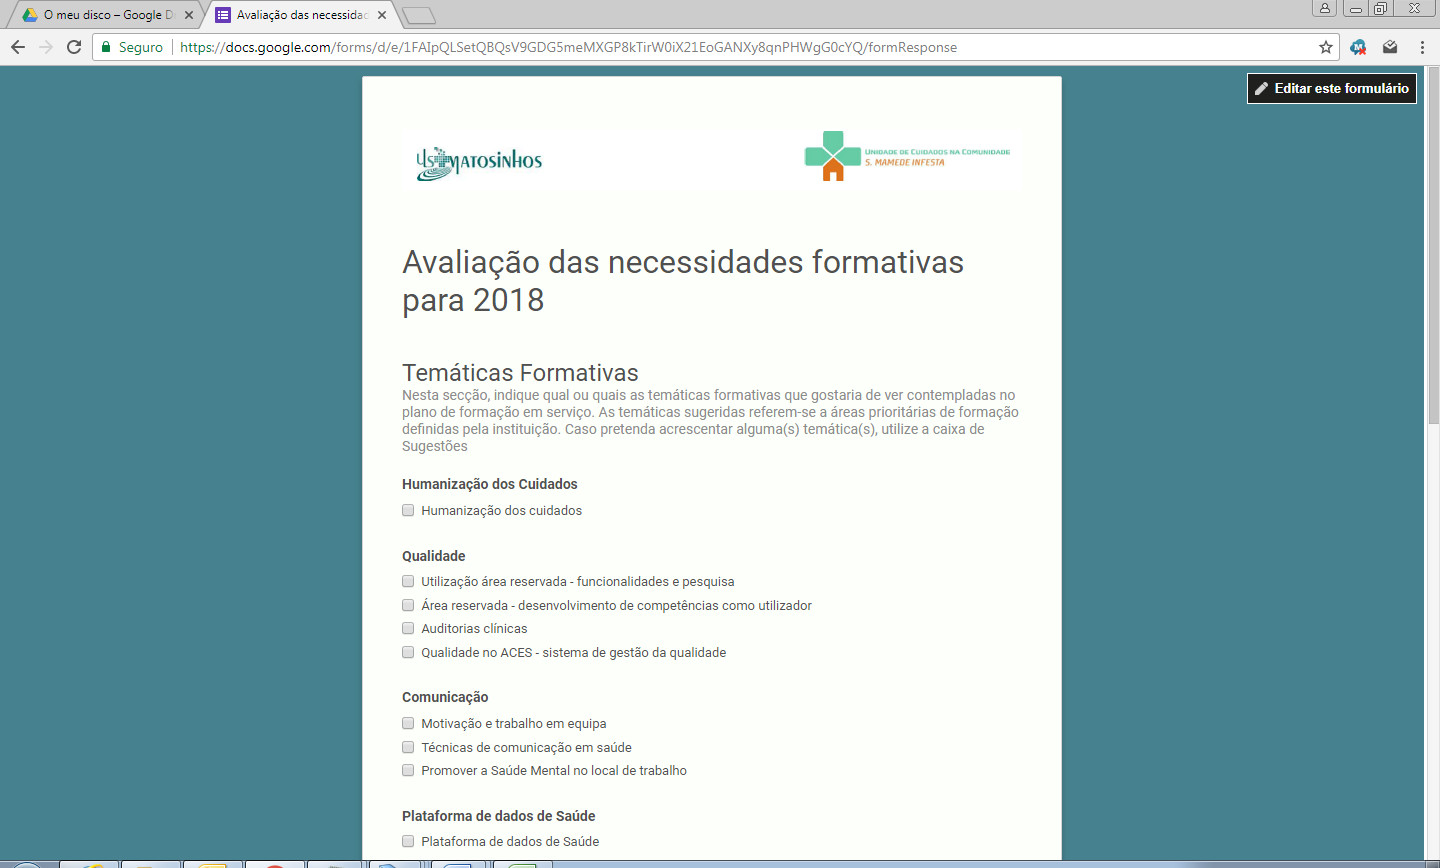 O meu disco – Google D
Avaliação das necessidad
Seguro
https://docs.google.com/forms/d/e/1FAIpQLSetQBQsV9GDG5meMXGP8kTirW0iX21EoGANXy8qnPHWgG0cYQ/formResponse
Editar este formulário
MATOSINHOS
UNIDADE DE CUIDADOS NA COMUNIDADE
S. MAMEDE INFESTA
Avaliação das necessidades formativas
para 2018
Temáticas Formativas
Nesta secção, indique qual ou quais as temáticas formativas que gostaria de ver contempladas no
plano de formação em serviço. As temáticas sugeridas referem-se a áreas prioritárias de formação
definidas pela instituição. Caso pretenda acrescentar alguma(s) temática(s), utilize a caixa de
Sugestões
Humanização dos Cuidados
Humanização dos cuidados
Qualidade
Utilização área reservada - funcionalidades e pesquisa
Área reservada - desenvolvimento de competências como utilizador
Auditorias clínicas
Qualidade no ACES - sistema de gestão da qualidade
Comunicação
Motivação e trabalho em equipa
Técnicas de comunicação em saúde
Promover a Saúde Mental no local de trabalho
Plataforma de dados de Saúde
Plataforma de dados de Saúde